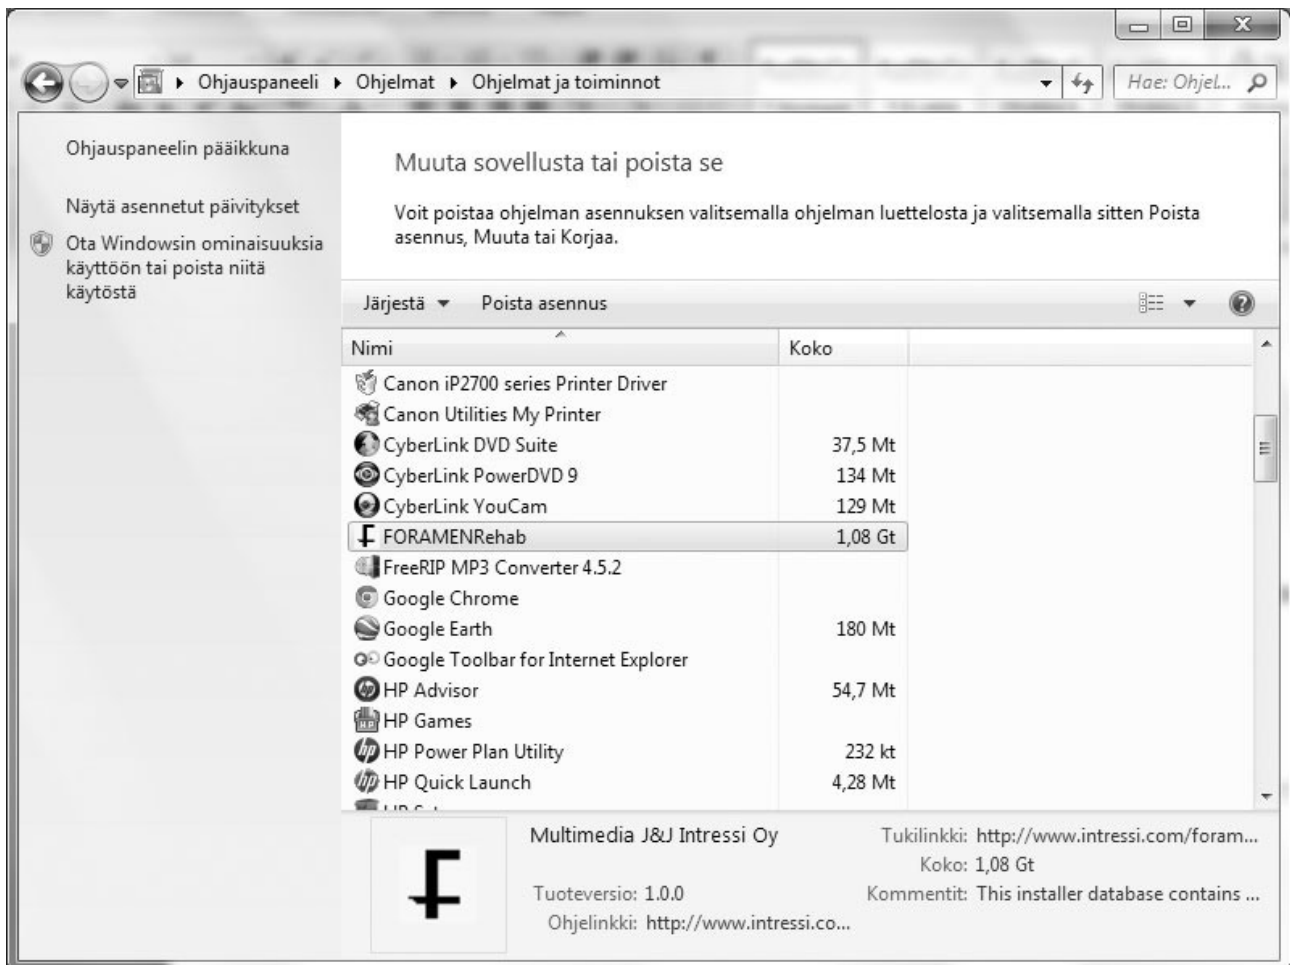 Ohjauspaneeli ▸ Ohjelmat ▸ Ohjelmat ja toiminnot
Hae: Ohjel...
Ohjauspaneelin pääikkuna
Näytä asennetut päivitykset
Ota Windowsin ominaisuuksia
käyttöön tai poista niitä
käytöstä
Muuta sovellusta tai poista se
Voit poistaa ohjelman asennuksen valitsemalla ohjelman luettelosta ja valitsemalla sitten Poista
asennus, Muuta tai Korjaa.
Järjestä Poista asennus
Nimi Koko
Canon iP2700 series Printer Driver
Canon Utilities My Printer
CyberLink DVD Suite 37,5 Mt
CyberLink PowerDVD 9 134 Mt
CyberLink YouCam 129 Mt
FORAMENRehab 1,08 Gt
FreeRIP MP3 Converter 4.5.2
Google Chrome
Google Earth 180 Mt
Google Toolbar for Internet Explorer
HP Advisor 54,7 Mt
HP Games
HP Power Plan Utility 232 kt
HP Quick Launch 4,28 Mt
Multimedia J&J Intressi Oy
Tuoteversio: 1.0.0
Ohjelinkki: http://www.intressi.co...
Tukilinkki: http://www.intressi.com/foram...
Koko: 1,08 Gt
Kommentit: This installer database contains ...